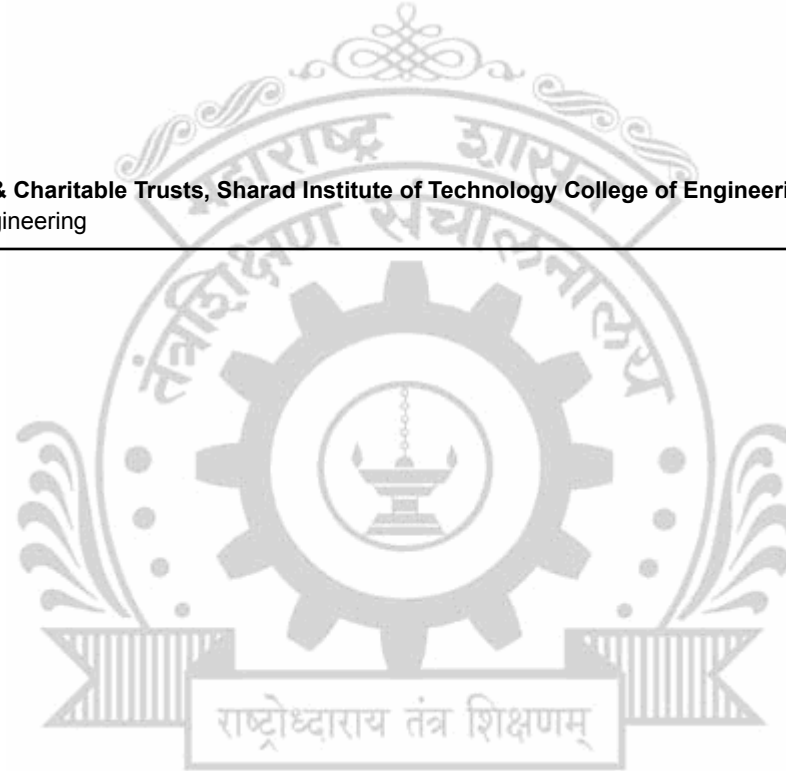 महाराष्ट्र शासन
& Charitable Trusts, Sharad Institute of Technology College of Engineeri
gineering
तंत्रशिक्षण संचालनालय
राष्ट्रोध्दाराय तंत्र शिक्षणम्